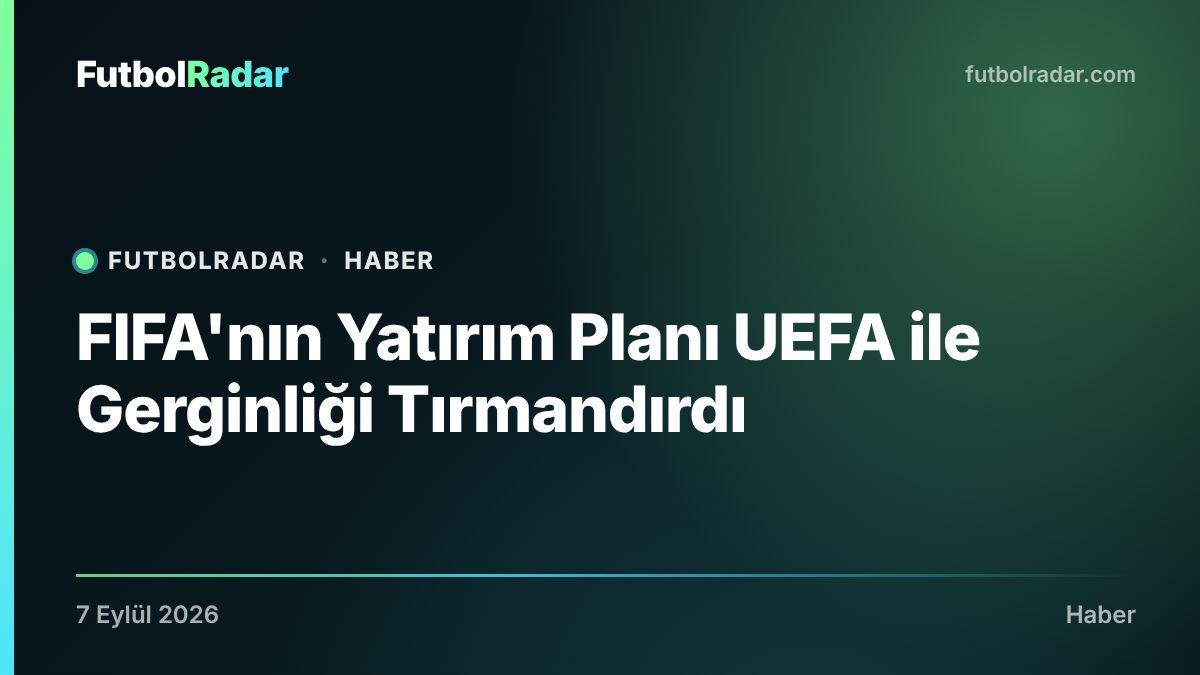 FutbolRadar
futbolradar.com
FUTBOLRADAR · HABER
FIFA'nın Yatırım Planı UEFA ile
Gerginliği Tırmandırdı
7 Eylül 2026
Haber